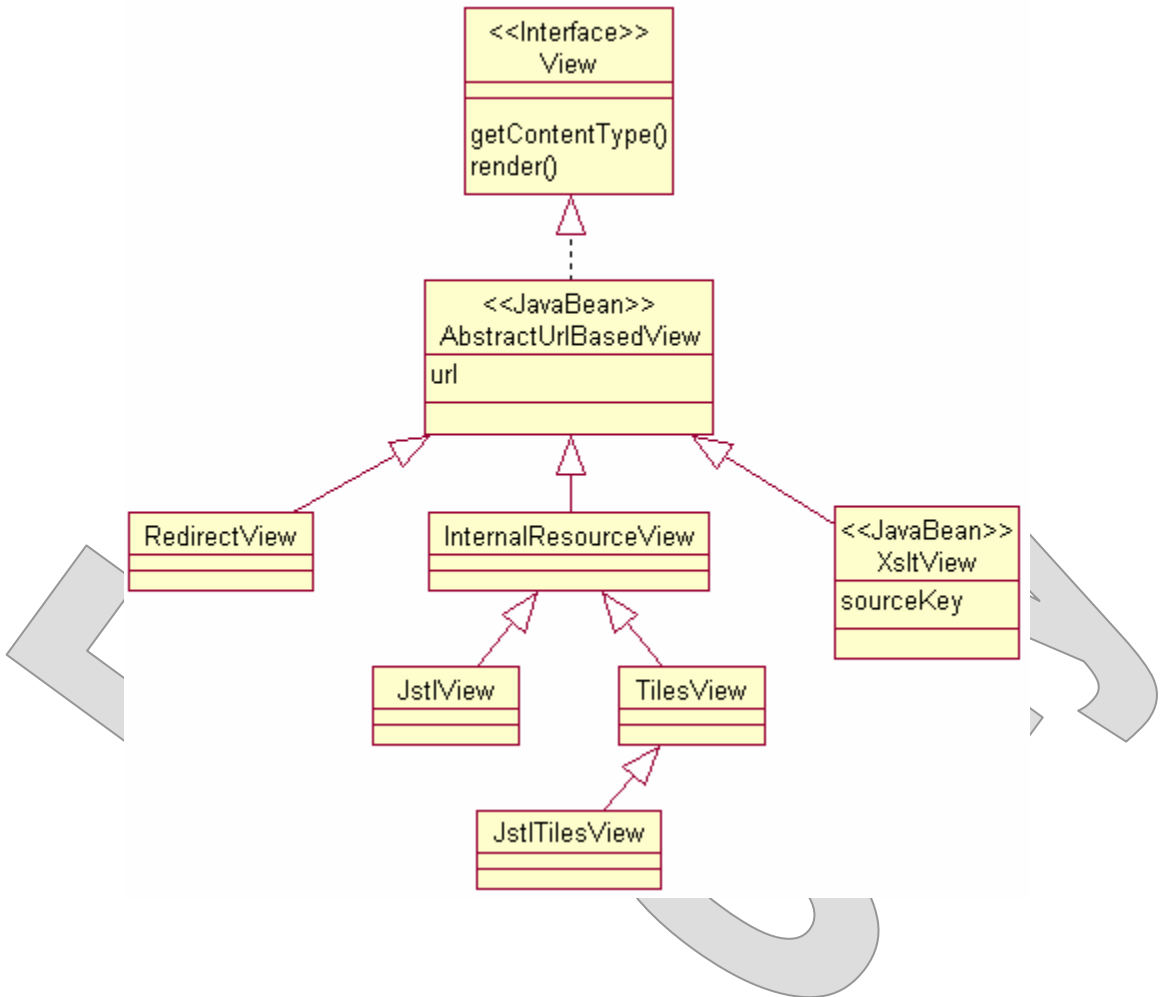 <<Interface>>
View
getContentType()
render()
<<JavaBean>>
AbstractUrlBasedView
url
RedirectView
InternalResourceView
<<JavaBean>>
XsltView
sourceKey
JstlView
TilesView
JstlTilesView